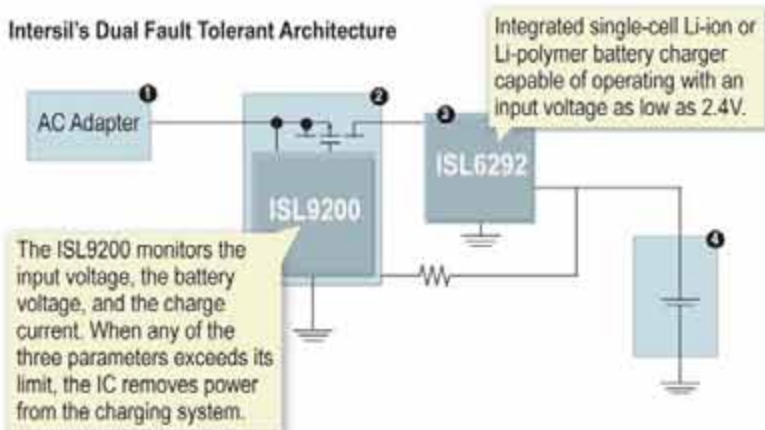 Intersil's Dual Fault Tolerant Architecture
Integrated single-cell Li-ion or
Li-polymer battery charger
capable of operating with an
input voltage as low as 2.4V.
1
AC Adapter
2
3
ISL6292
ISL9200
The ISL9200 monitors the
input voltage, the battery
voltage, and the charge
current. When any of the
three parameters exceeds its
limit, the IC removes power
from the charging system.
4